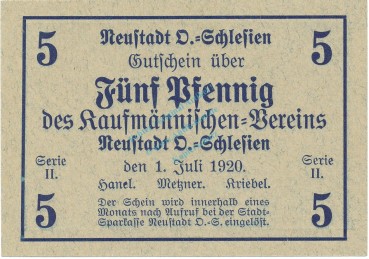 5 Neustadt O.=Schlesien 5
Gutschein über
Fünf Pfennig
des Kaufmännischen=Vereins
Neustadt O.=Schlesien
Serie II. den 1. Juli 1920. Serie II.
Hanel. Metzner. Kriebel.
5 Der Schein wird innerhalb eines 5
Monats nach Aufruf bei der Stadt-
Sparkasse Neustadt O.-S. eingelöst.